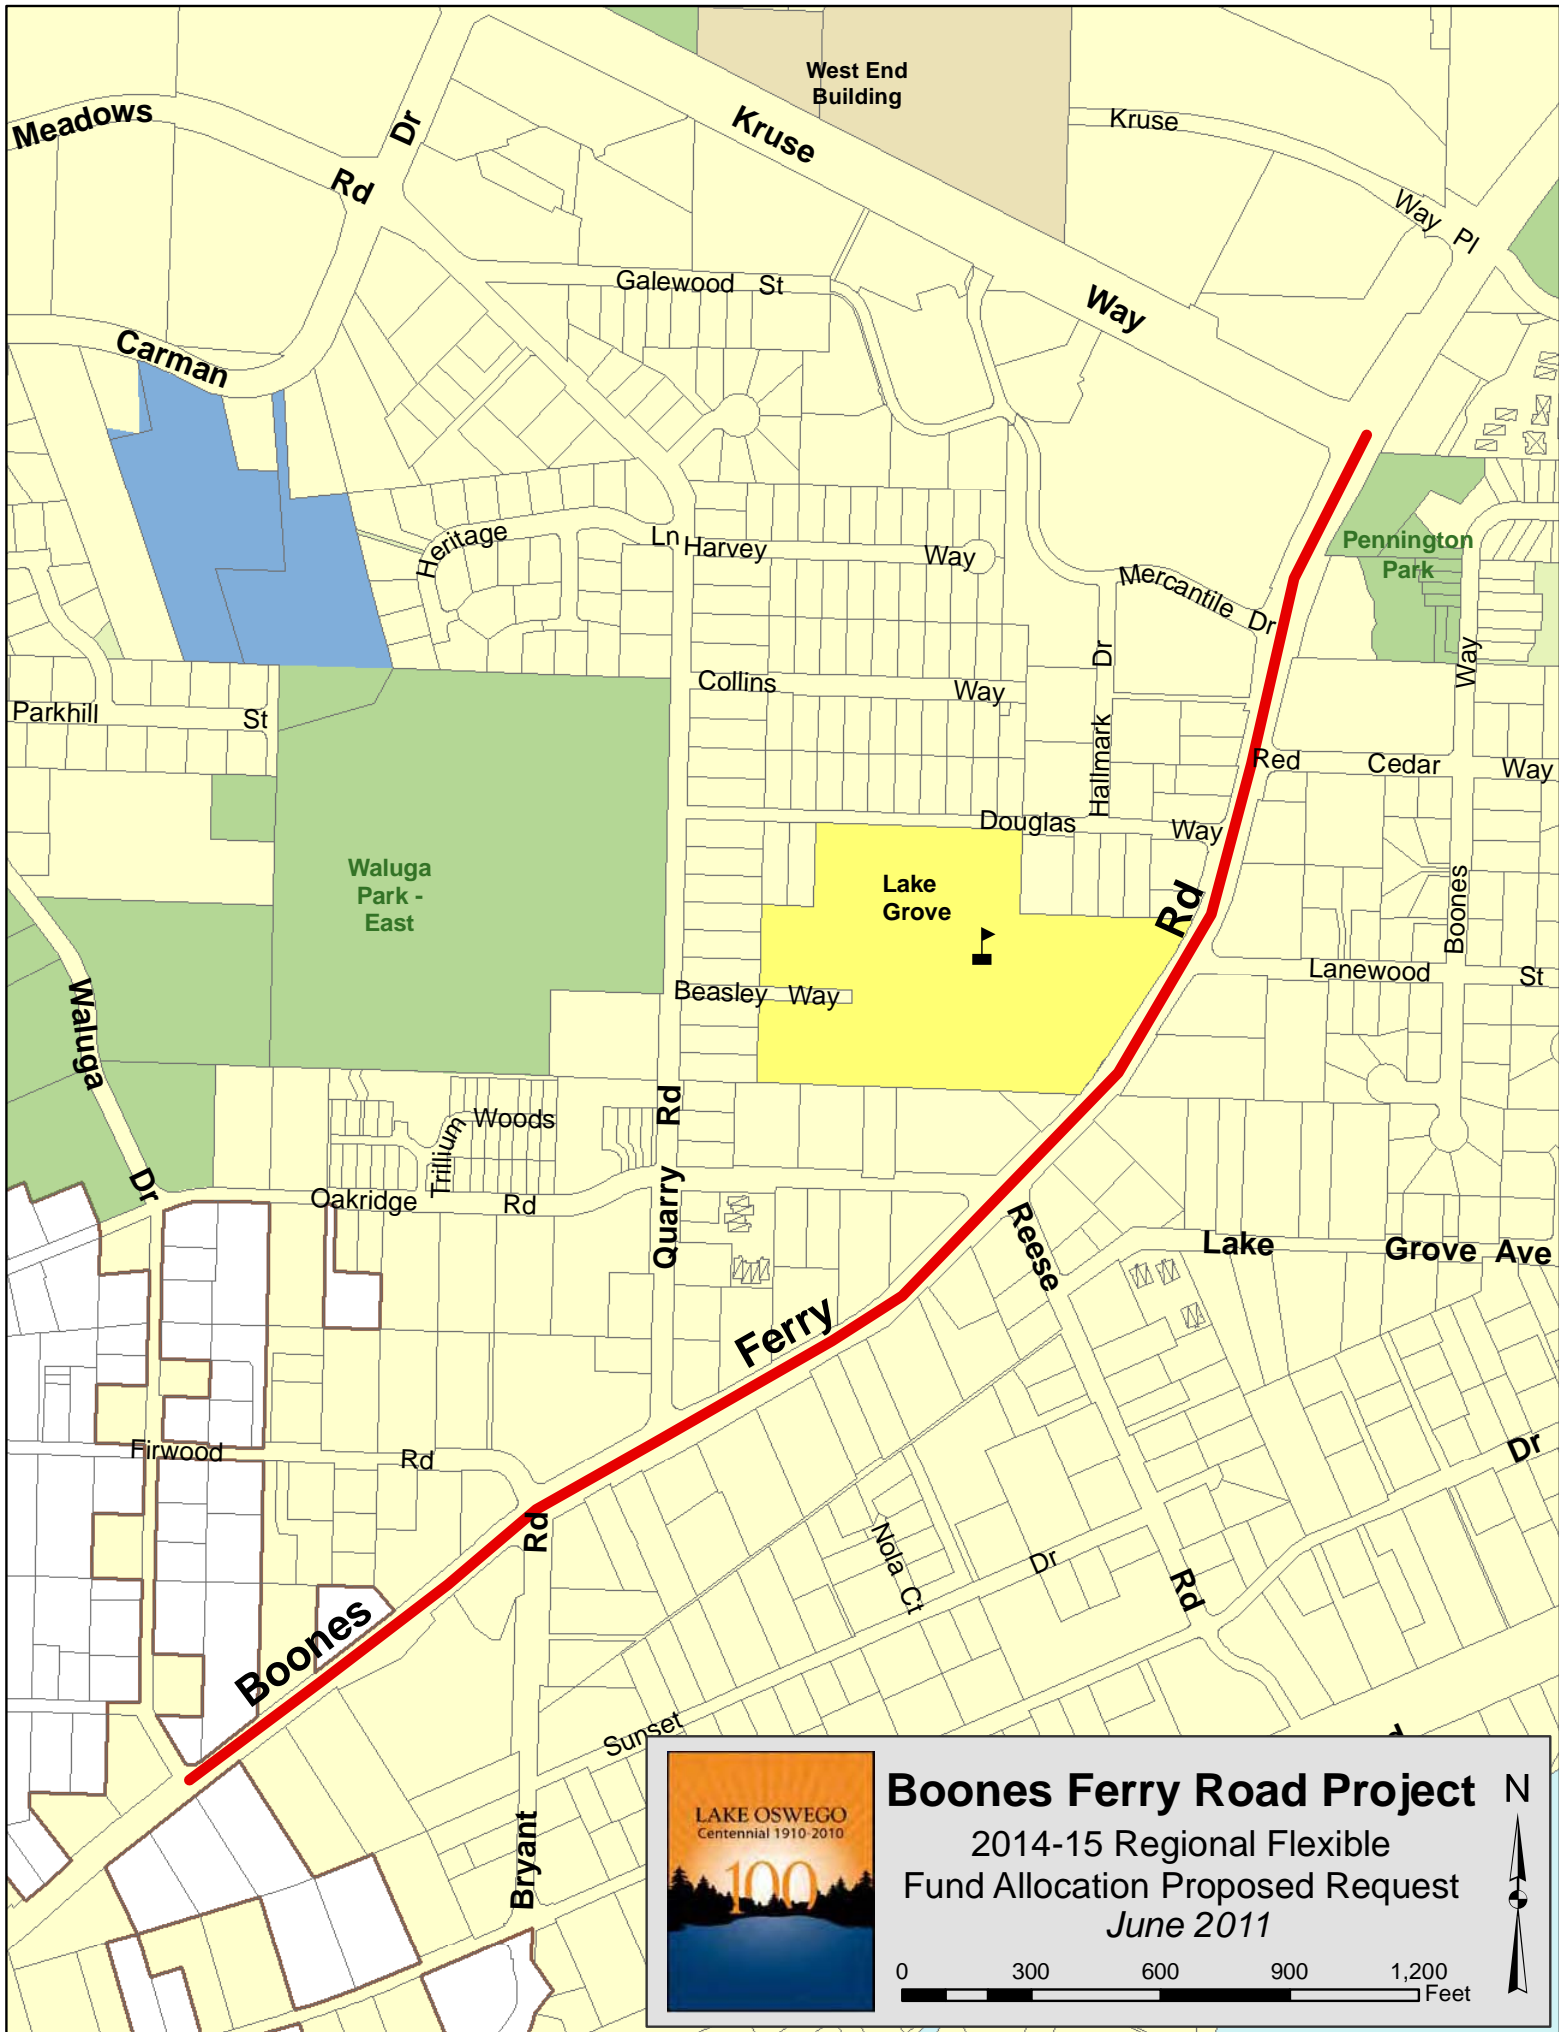 West End
Building
Meadows
Rd
Dr
Kruse
Way
Kruse
Way Pl
Galewood St
Carman
Heritage
Ln
Harvey Way
Mercantile Dr
Pennington
Park
Collins Way
Hallmark Dr
Way
Boones
Parkhill St
Red Cedar Way
Douglas Way
Waluga
Park -
East
Lake
Grove
Rd
Lanewood St
Beasley Way
Waluga
Dr
Quarry Rd
Trillium
Woods
Oakridge Rd
Reese
Rd
Lake Grove Ave
Ferry
Firwood Rd
Dr
Nola Ct
Dr
Rd
Boones
Sunset
Bryant
LAKE OSWEGO
Centennial 1910-2010
100
Boones Ferry Road Project
2014-15 Regional Flexible
Fund Allocation Proposed Request
June 2011
N
0 300 600 900 1,200
Feet